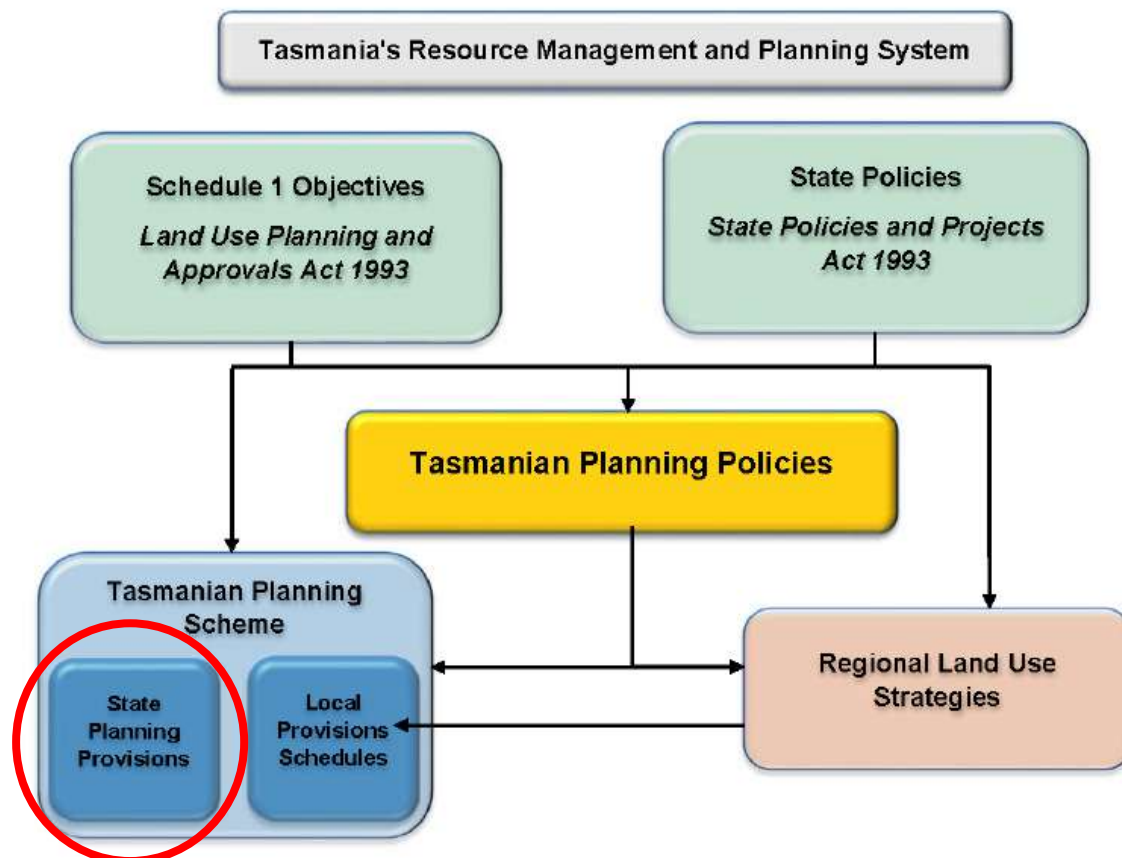 Tasmania's Resource Management and Planning System
Schedule 1 Objectives
Land Use Planning and
Approvals Act 1993
State Policies
State Policies and Projects
Act 1993
Tasmanian Planning Policies
Tasmanian Planning
Scheme
State
Planning
Provisions
Local
Provisions
Schedules
Regional Land Use
Strategies